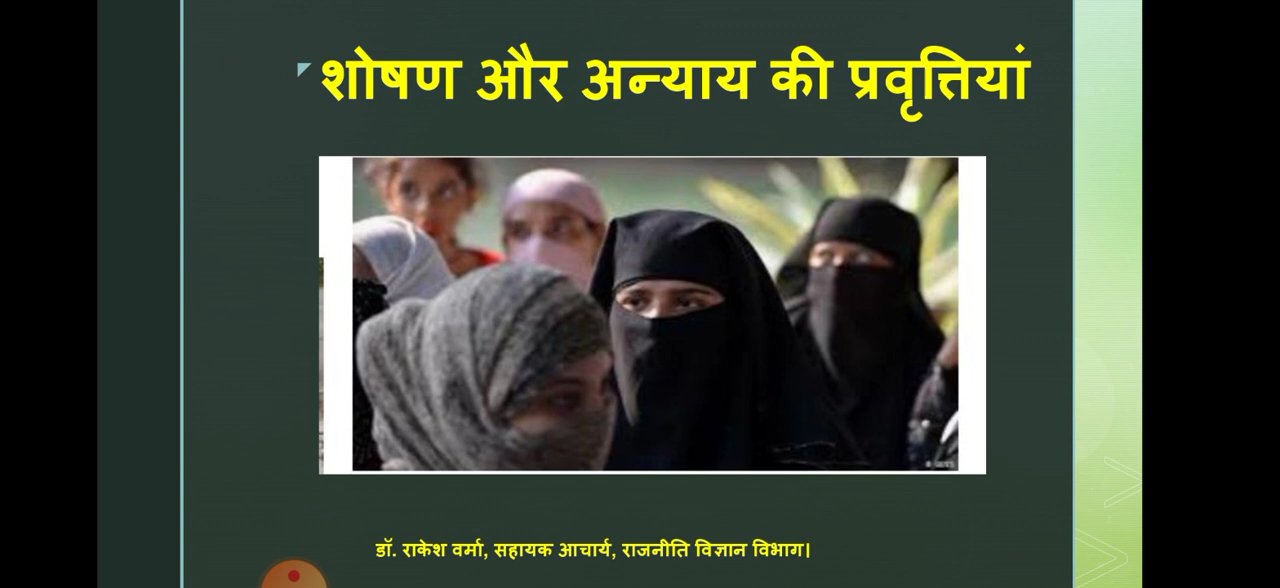 शोषण और अन्याय की प्रवृत्तियां
डॉ. राकेश वर्मा, सहायक आचार्य, राजनीति विज्ञान विभाग।